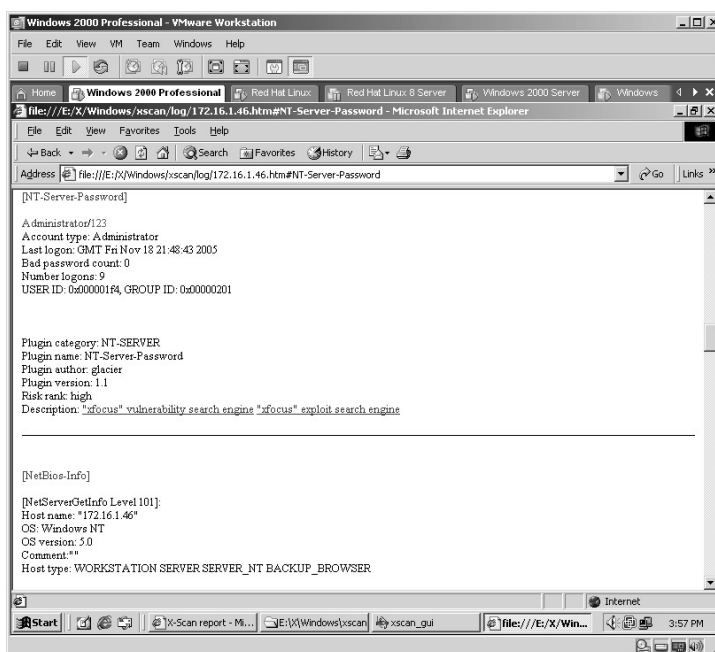 Windows 2000 Professional - VMware Workstation
File Edit View VM Team Windows Help
Home Windows 2000 Professional Red Hat Linux Red Hat Linux 8 Server Windows 2000 Server Windows
file:///E:/X/Windows/xscan/log/172.16.1.46.htm#NT-Server-Password - Microsoft Internet Explorer
File Edit View Favorites Tools Help
Back Search Favorites History
Address file:///E:/X/Windows/xscan/log/172.16.1.46.htm#NT-Server-Password Go Links »
[NT-Server-Password]
Administrator/123
Account type: Administrator
Last logon: GMT Fri Nov 18 21:48:43 2005
Bad password count: 0
Number logons: 9
USER ID: 0x000001f4, GROUP ID: 0x00000201
Plugin category: NT-SERVER
Plugin name: NT-Server-Password
Plugin author: glacier
Plugin version: 1.1
Risk rank: high
Description: "xfocus" vulnerability search engine "xfocus" exploit search engine
[NetBios-Info]
[NetServerGetInfo Level 101]:
Host name: "172.16.1.46"
OS: Windows NT
OS version: 5.0
Comment:""
Host type: WORKSTATION SERVER SERVER_NT BACKUP_BROWSER
Internet
Start X-Scan report - Mi... E:\X\Windows\xscan xscan_gui file:///E:/X/Win... 3:57 PM